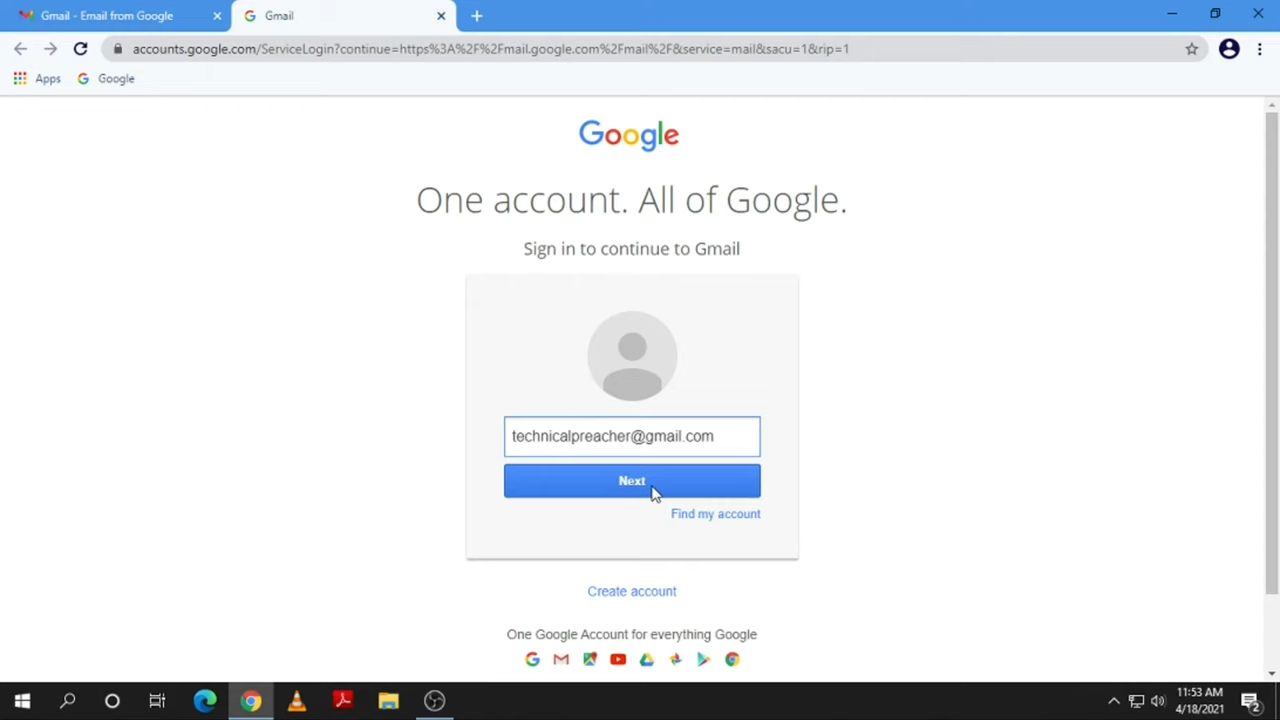 Gmail - Email from Google
Gmail
accounts.google.com/ServiceLogin?continue=https%3A%2F%2Fmail.google.com%2Fmail%2F&service=mail&sacu=1&rip=1
Apps
Google
Google
One account. All of Google.
Sign in to continue to Gmail
technicalpreacher@gmail.com
Next
Find my account
Create account
One Google Account for everything Google
11:53 AM
4/18/2021
2